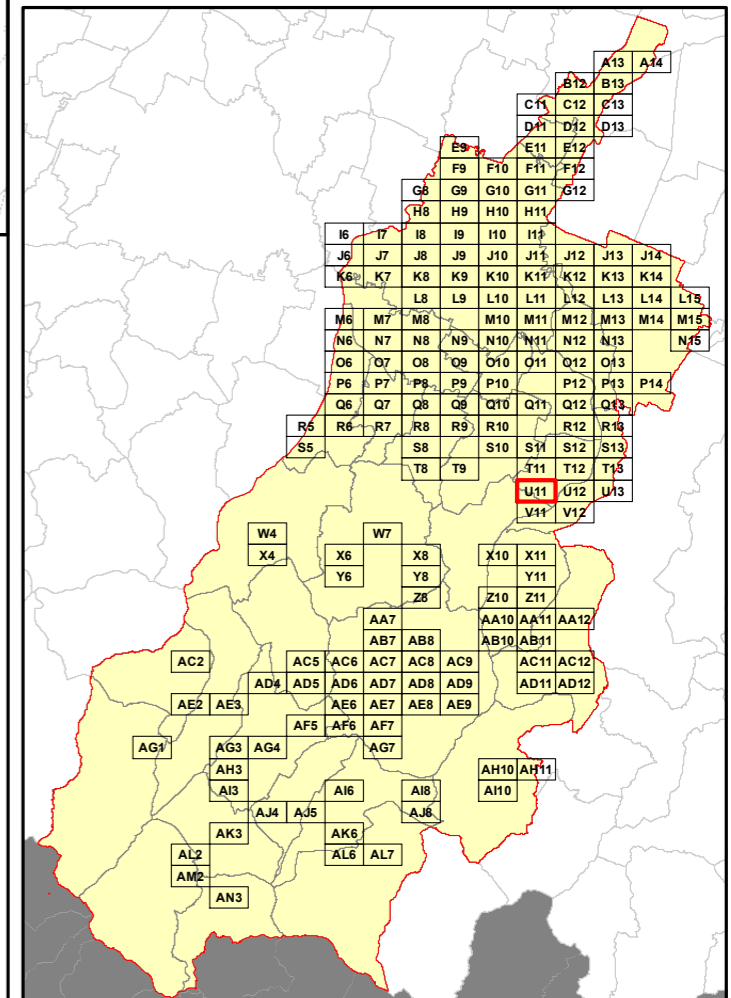 A13 A14
B12 B13
C11 C12 C13
D11 D12 D13
E9 E11 E12
F9 F10 F11 F12
G8 G9 G10 G11 G12
H8 H9 H10 H11
I6 I7 I8 I9 I10 I11
J6 J7 J8 J9 J10 J11 J12 J13 J14
K6 K7 K8 K9 K10 K11 K12 K13 K14
L8 L9 L10 L11 L12 L13 L14 L15
M6 M7 M8 M10 M11 M12 M13 M14 M15
N6 N7 N8 N9 N10 N11 N12 N13 N15
O6 O7 O8 O9 O10 O11 O12 O13
P6 P7 P8 P9 P10 P12 P13 P14
Q6 Q7 Q8 Q9 Q10 Q11 Q12 Q13
R5 R6 R7 R8 R9 R10 R12 R13
S5 S8 S10 S11 S12 S13
T8 T9 T11 T12 T13
U11 U12 U13
V11 V12
W4 W7
X4 X6 X8 X10 X11
Y6 Y8 Y11
Z8 Z10 Z11
AA7 AA10 AA11 AA12
AB7 AB8 AB10 AB11
AC2 AC5 AC6 AC7 AC8 AC9 AC11 AC12
AD4 AD5 AD6 AD7 AD8 AD9 AD11 AD12
AE2 AE3 AE6 AE7 AE8 AE9
AF5 AF6 AF7
AG1 AG3 AG4 AG7
AH3 AH10 AH11
AI3 AI6 AI8 AI10
AJ4 AJ5 AJ8
AK3 AK6
AL2 AL6 AL7
AM2
AN3